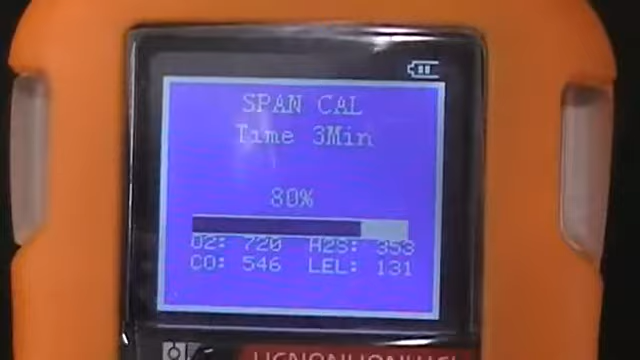 SPAN CAL
Time 3Min
80%
O2: 720 H2S: 353
CO: 546 LEL: 131